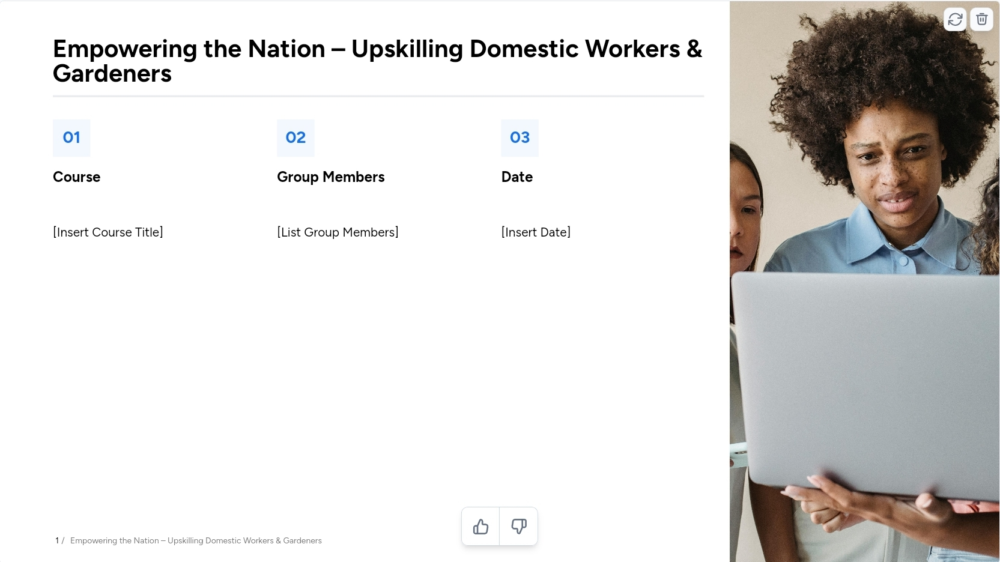 Empowering the Nation – Upskilling Domestic Workers &
Gardeners
01
Course
[Insert Course Title]
02
Group Members
[List Group Members]
03
Date
[Insert Date]
1 / Empowering the Nation – Upskilling Domestic Workers & Gardeners